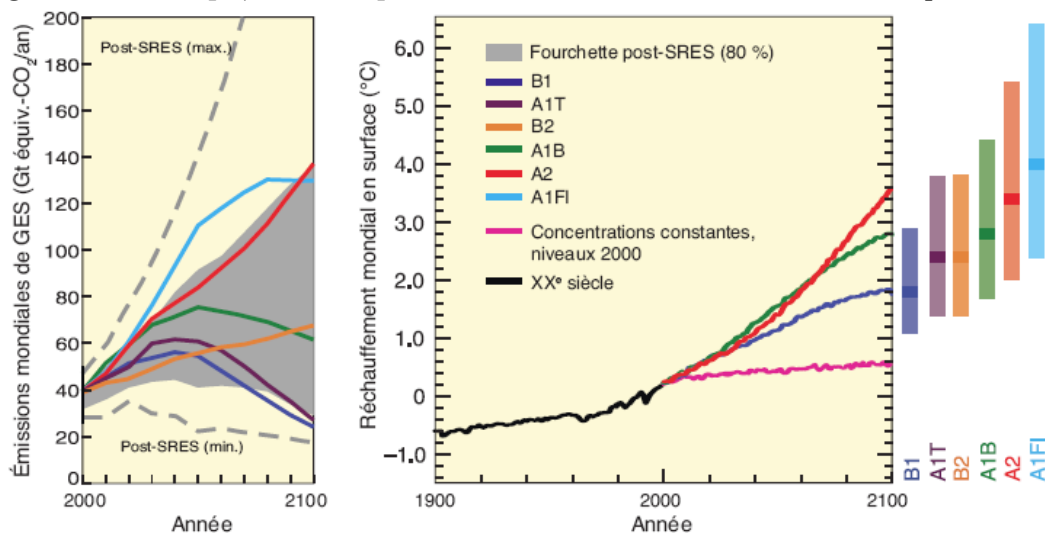 Émissions mondiales de GES (Gt équiv.-CO2/an)
200
180
160
140
120
100
80
60
40
20
0
Post-SRES (max.)
Post-SRES (min.)
2000
2100
Année
Réchauffement mondial en surface (°C)
6.0
5.0
4.0
3.0
2.0
1.0
0
–1.0
Fourchette post-SRES (80 %)
B1
A1T
B2
A1B
A2
A1FI
Concentrations constantes,
niveaux 2000
XXe siècle
1900
2000
2100
Année
B1
A1T
B2
A1B
A2
A1FI